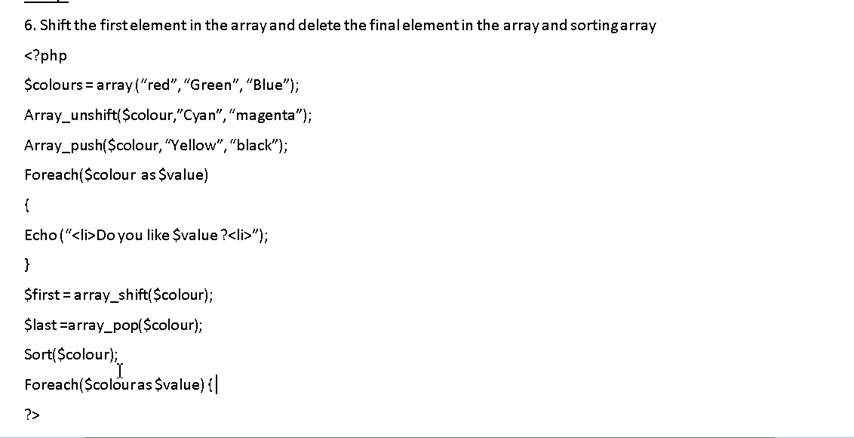 6. Shift the first element in the array and delete the final element in the array and sorting array
<?php
$colours = array (“red”, “Green”, “Blue”);
Array_unshift($colour,”Cyan”, “magenta”);
Array_push($colour, “Yellow”, “black”);
Foreach($colour as $value)
{
Echo (“<li>Do you like $value ?<li>”);
}
$first = array_shift($colour);
$last =array_pop($colour);
Sort($colour);
Foreach($colour as $value) {
?>